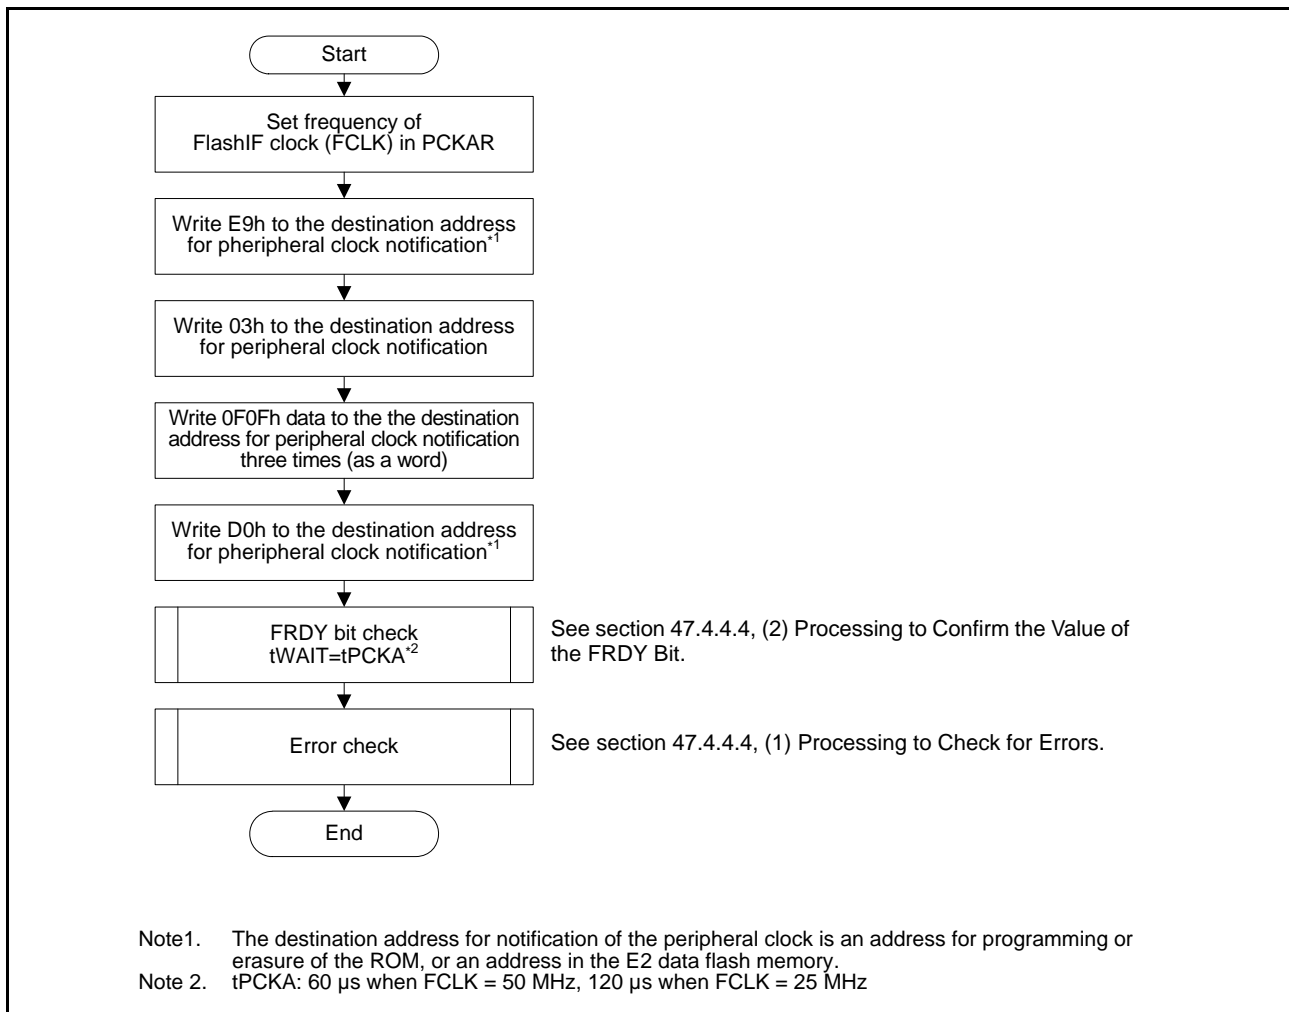 Start
Set frequency of
FlashIF clock (FCLK) in PCKAR
Write E9h to the destination address
for pheripheral clock notification*1
Write 03h to the destination address
for peripheral clock notification
Write 0F0Fh data to the the destination
address for peripheral clock notification
three times (as a word)
Write D0h to the destination address
for pheripheral clock notification*1
FRDY bit check
tWAIT=tPCKA*2
See section 47.4.4.4, (2) Processing to Confirm the Value of
the FRDY Bit.
Error check
See section 47.4.4.4, (1) Processing to Check for Errors.
End
Note1. The destination address for notification of the peripheral clock is an address for programming or
erasure of the ROM, or an address in the E2 data flash memory.
Note 2. tPCKA: 60 µs when FCLK = 50 MHz, 120 µs when FCLK = 25 MHz